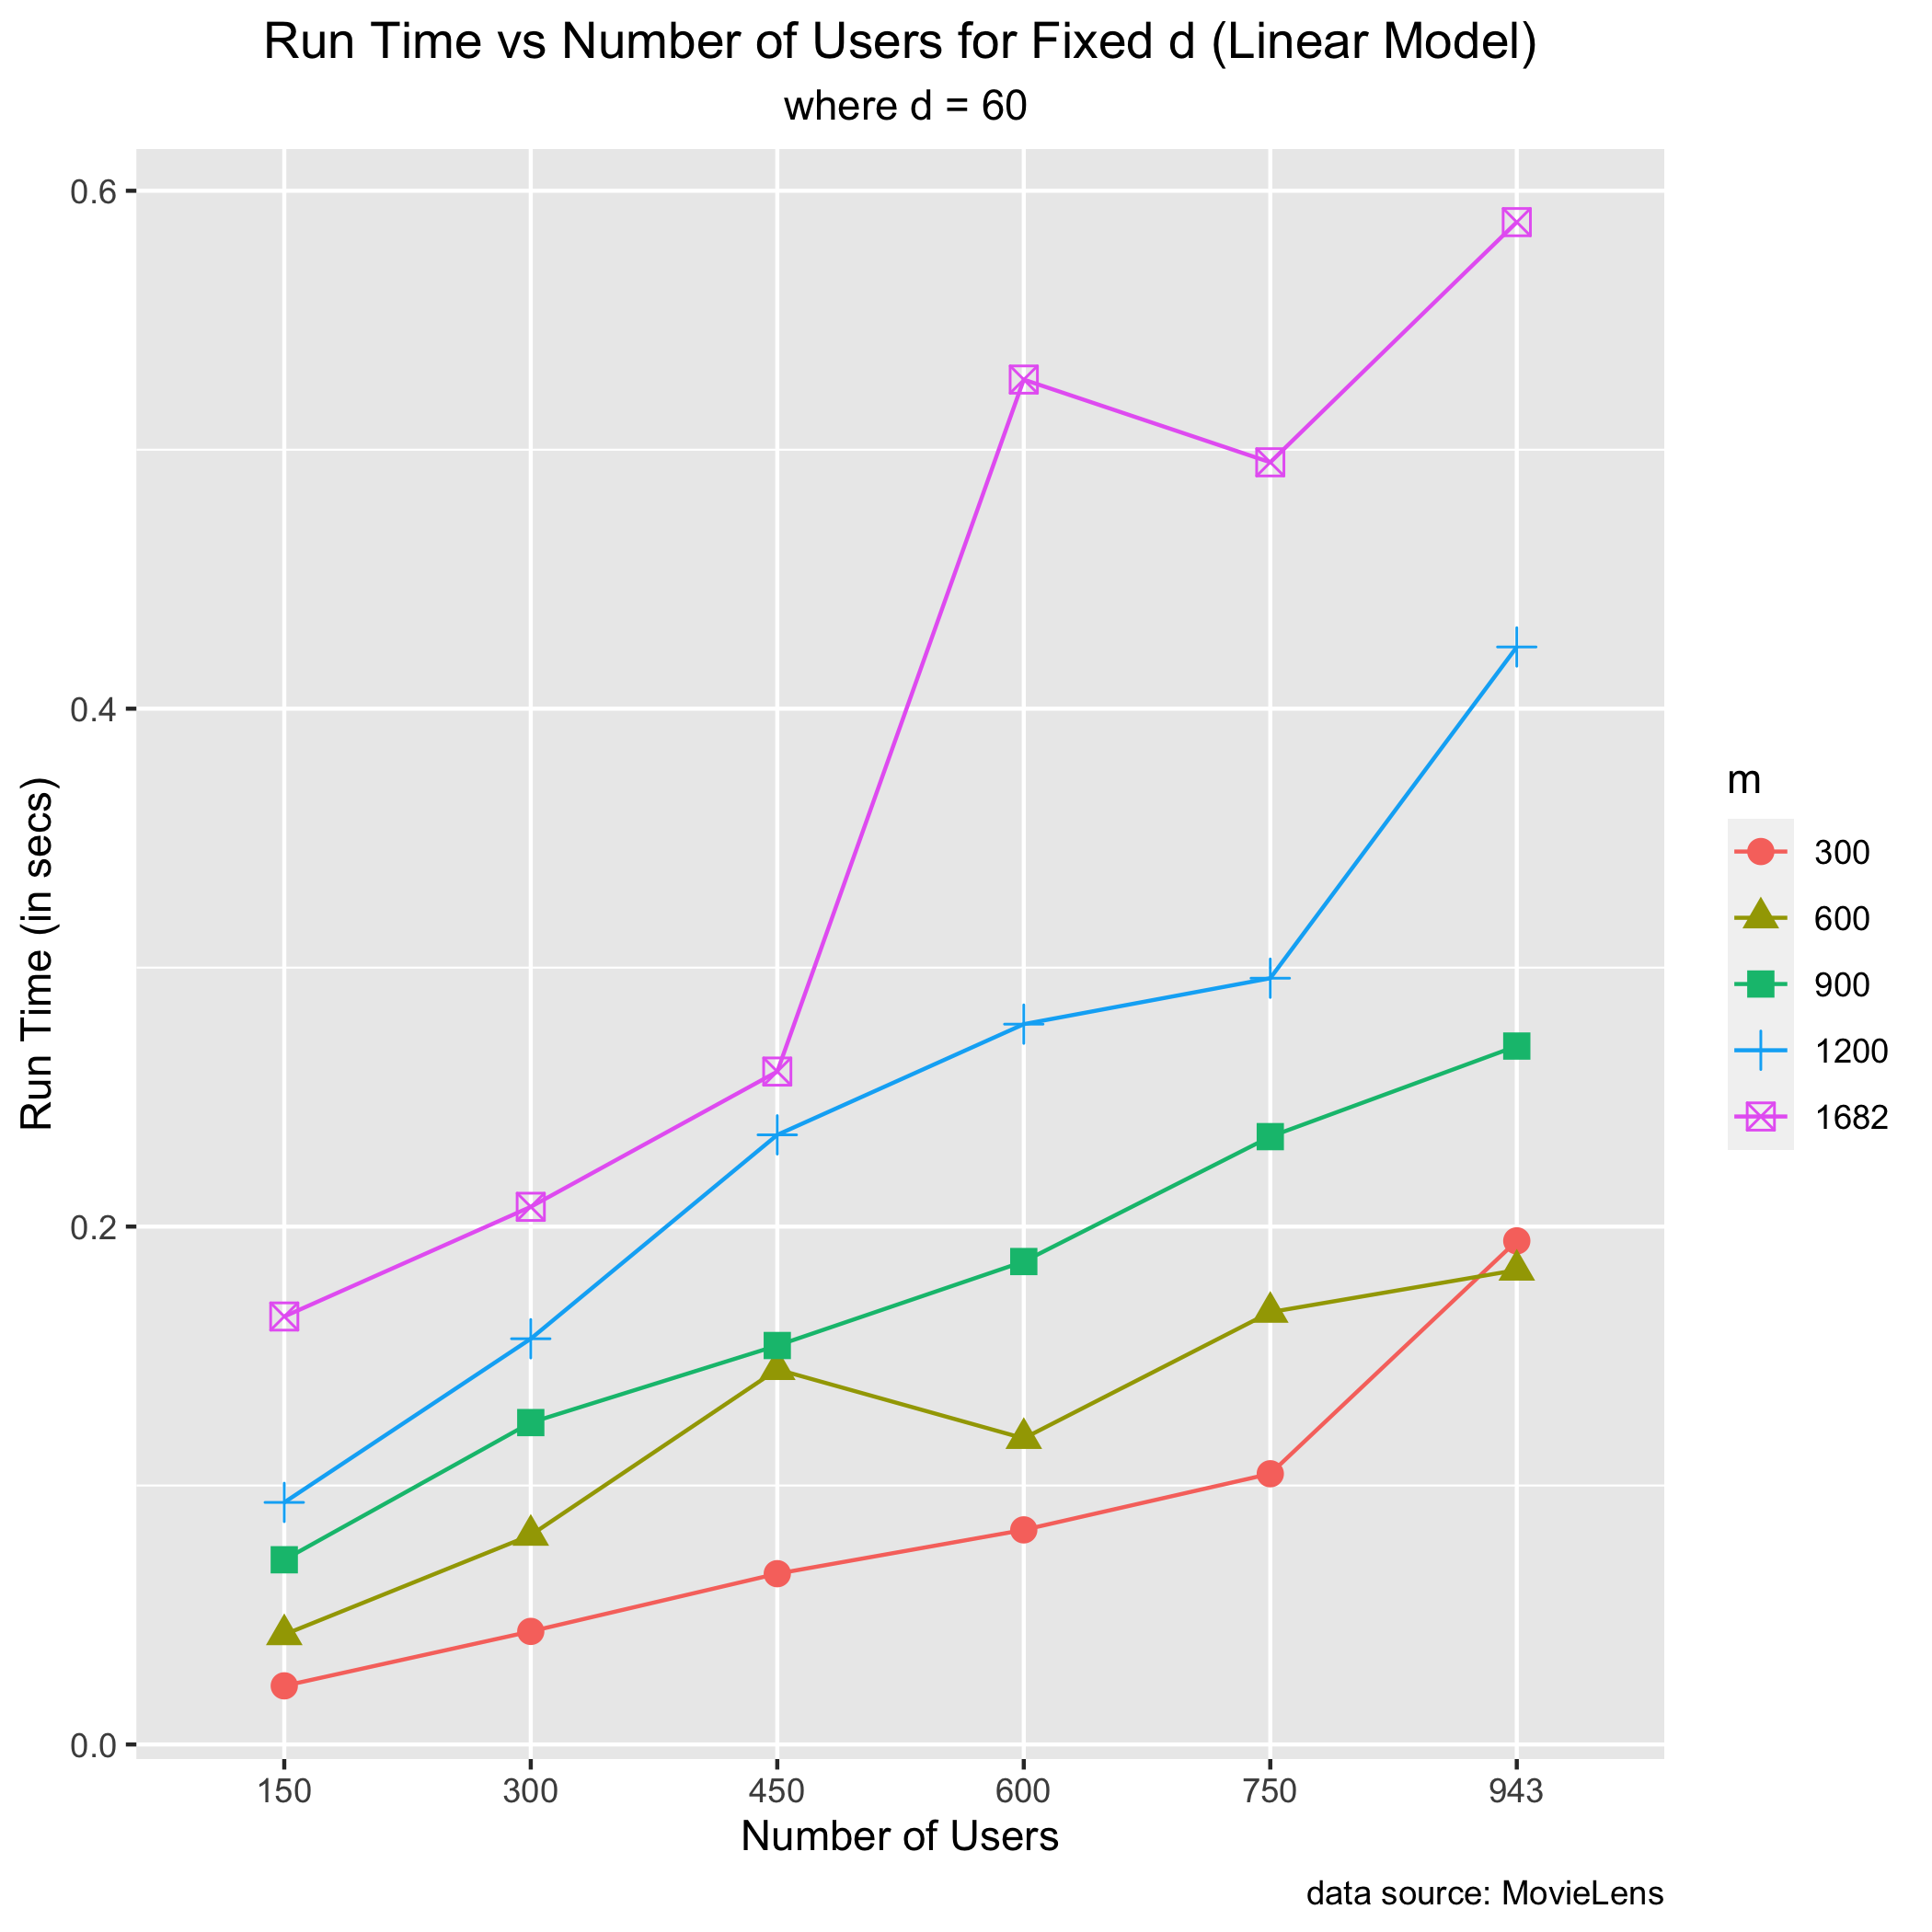 Run Time vs Number of Users for Fixed d (Linear Model)
where d = 60
Run Time (in secs)
0.6
0.4
0.2
0.0
150 300 450 600 750 943
Number of Users
m
300
600
900
1200
1682
data source: MovieLens